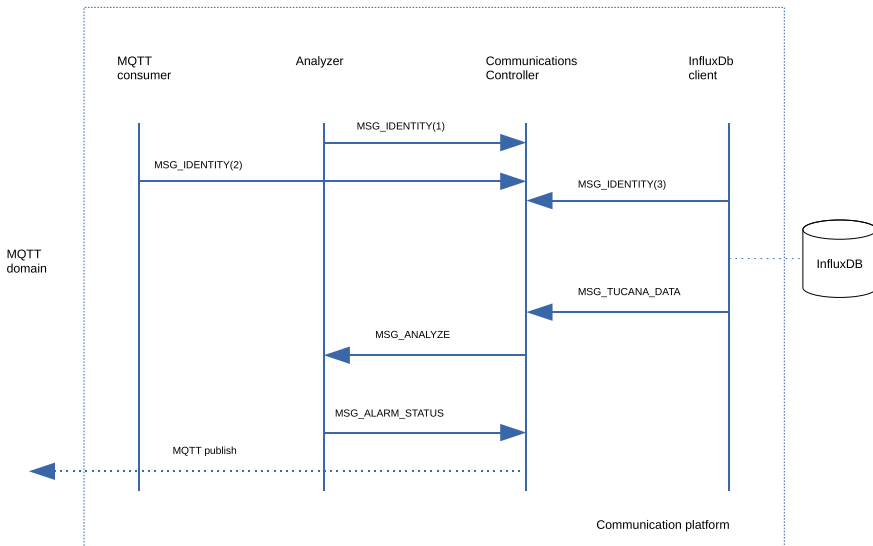 MQTT
consumer
Analyzer
Communications
Controller
InfluxDb
client
MSG_IDENTITY(1)
MSG_IDENTITY(2)
MSG_IDENTITY(3)
MQTT
domain
InfluxDB
MSG_TUCANA_DATA
MSG_ANALYZE
MSG_ALARM_STATUS
MQTT publish
Communication platform